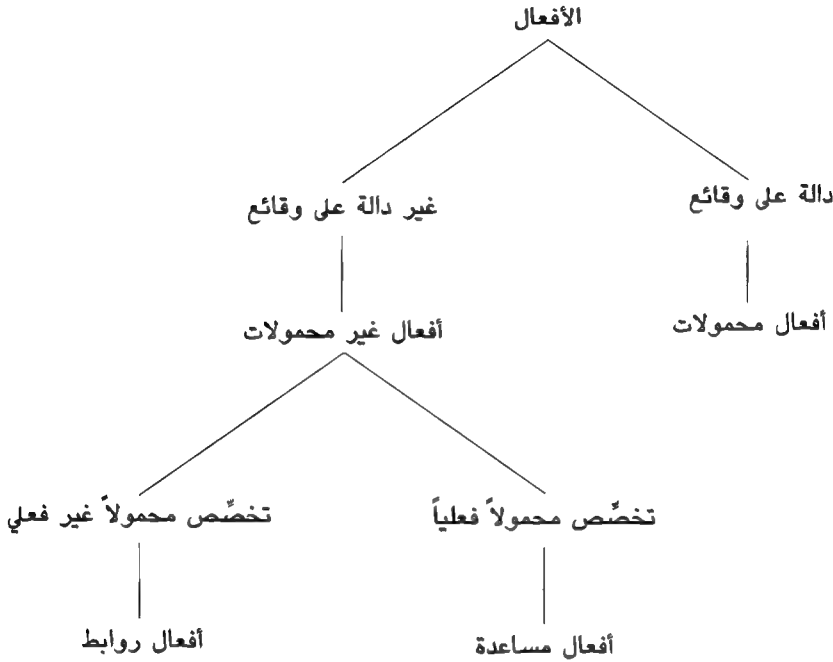 الأفعال
دالة على وقائع
غير دالة على وقائع
أفعال محمولات
أفعال غير محمولات
تخصِّص محمولاً فعلياً
تخصِّص محمولاً غير فعلي
أفعال مساعدة
أفعال روابط